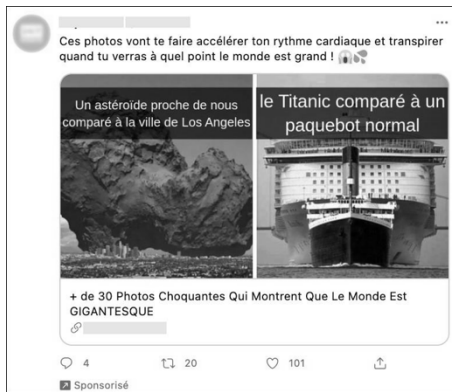 Ces photos vont te faire accélérer ton rythme cardiaque et transpirer
quand tu verras à quel point le monde est grand !
Un astéroïde proche de nous
comparé à la ville de Los Angeles
le Titanic comparé à un
paquebot normal
+ de 30 Photos Choquantes Qui Montrent Que Le Monde Est
GIGANTESQUE
4 20 101
Sponsorisé